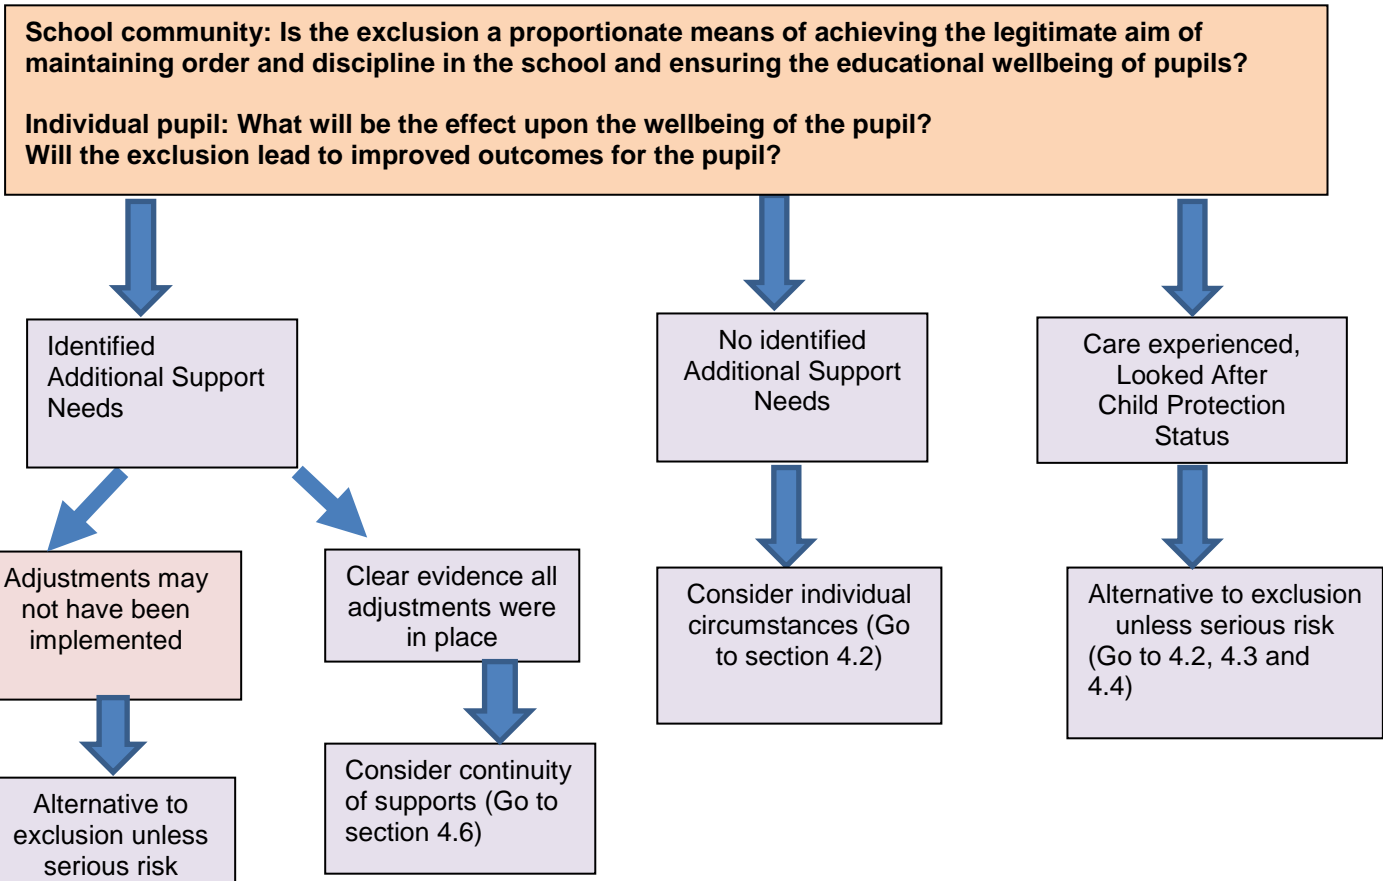 School community: Is the exclusion a proportionate means of achieving the legitimate aim of
maintaining order and discipline in the school and ensuring the educational wellbeing of pupils?
Individual pupil: What will be the effect upon the wellbeing of the pupil?
Will the exclusion lead to improved outcomes for the pupil?
Identified
Additional Support
Needs
No identified
Additional Support
Needs
Care experienced,
Looked After
Child Protection
Status
Adjustments may
not have been
implemented
Clear evidence all
adjustments were
in place
Consider individual
circumstances (Go
to section 4.2)
Alternative to exclusion
unless serious risk
(Go to 4.2, 4.3 and
4.4)
Alternative to
exclusion unless
serious risk
Consider continuity
of supports (Go to
section 4.6)